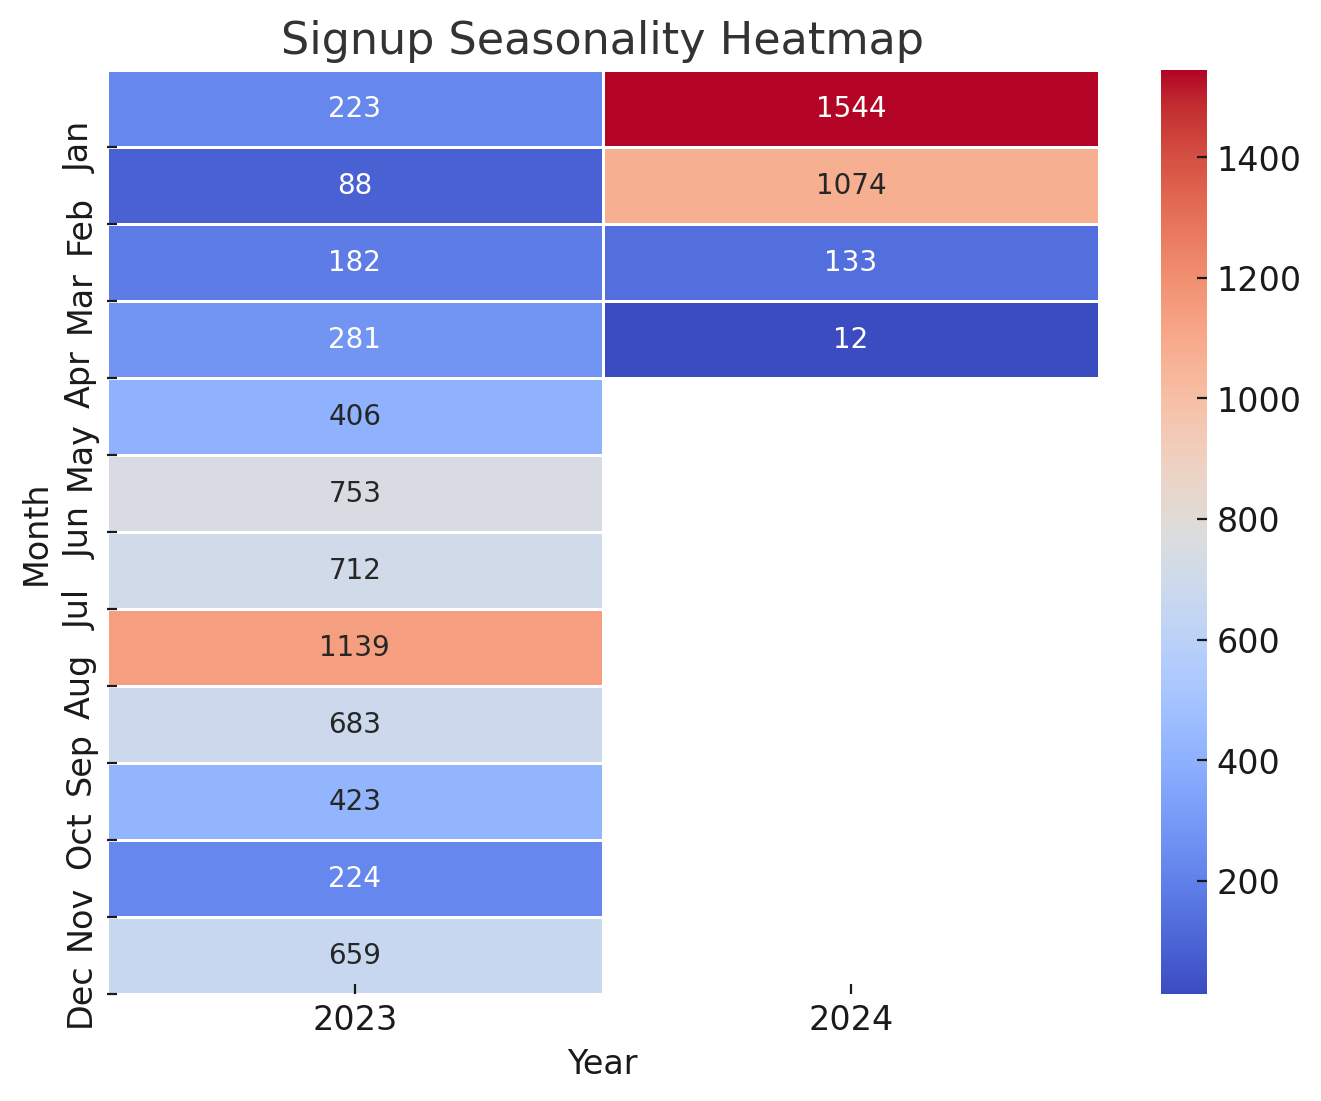 Signup Seasonality Heatmap
Jan 223 1544
Feb 88 1074
Mar 182 133
Apr 281 12
May 406
Jun 753
Jul 712
Aug 1139
Sep 683
Oct 423
Nov 224
Dec 659
Month
2023 2024
Year
1400
1200
1000
800
600
400
200